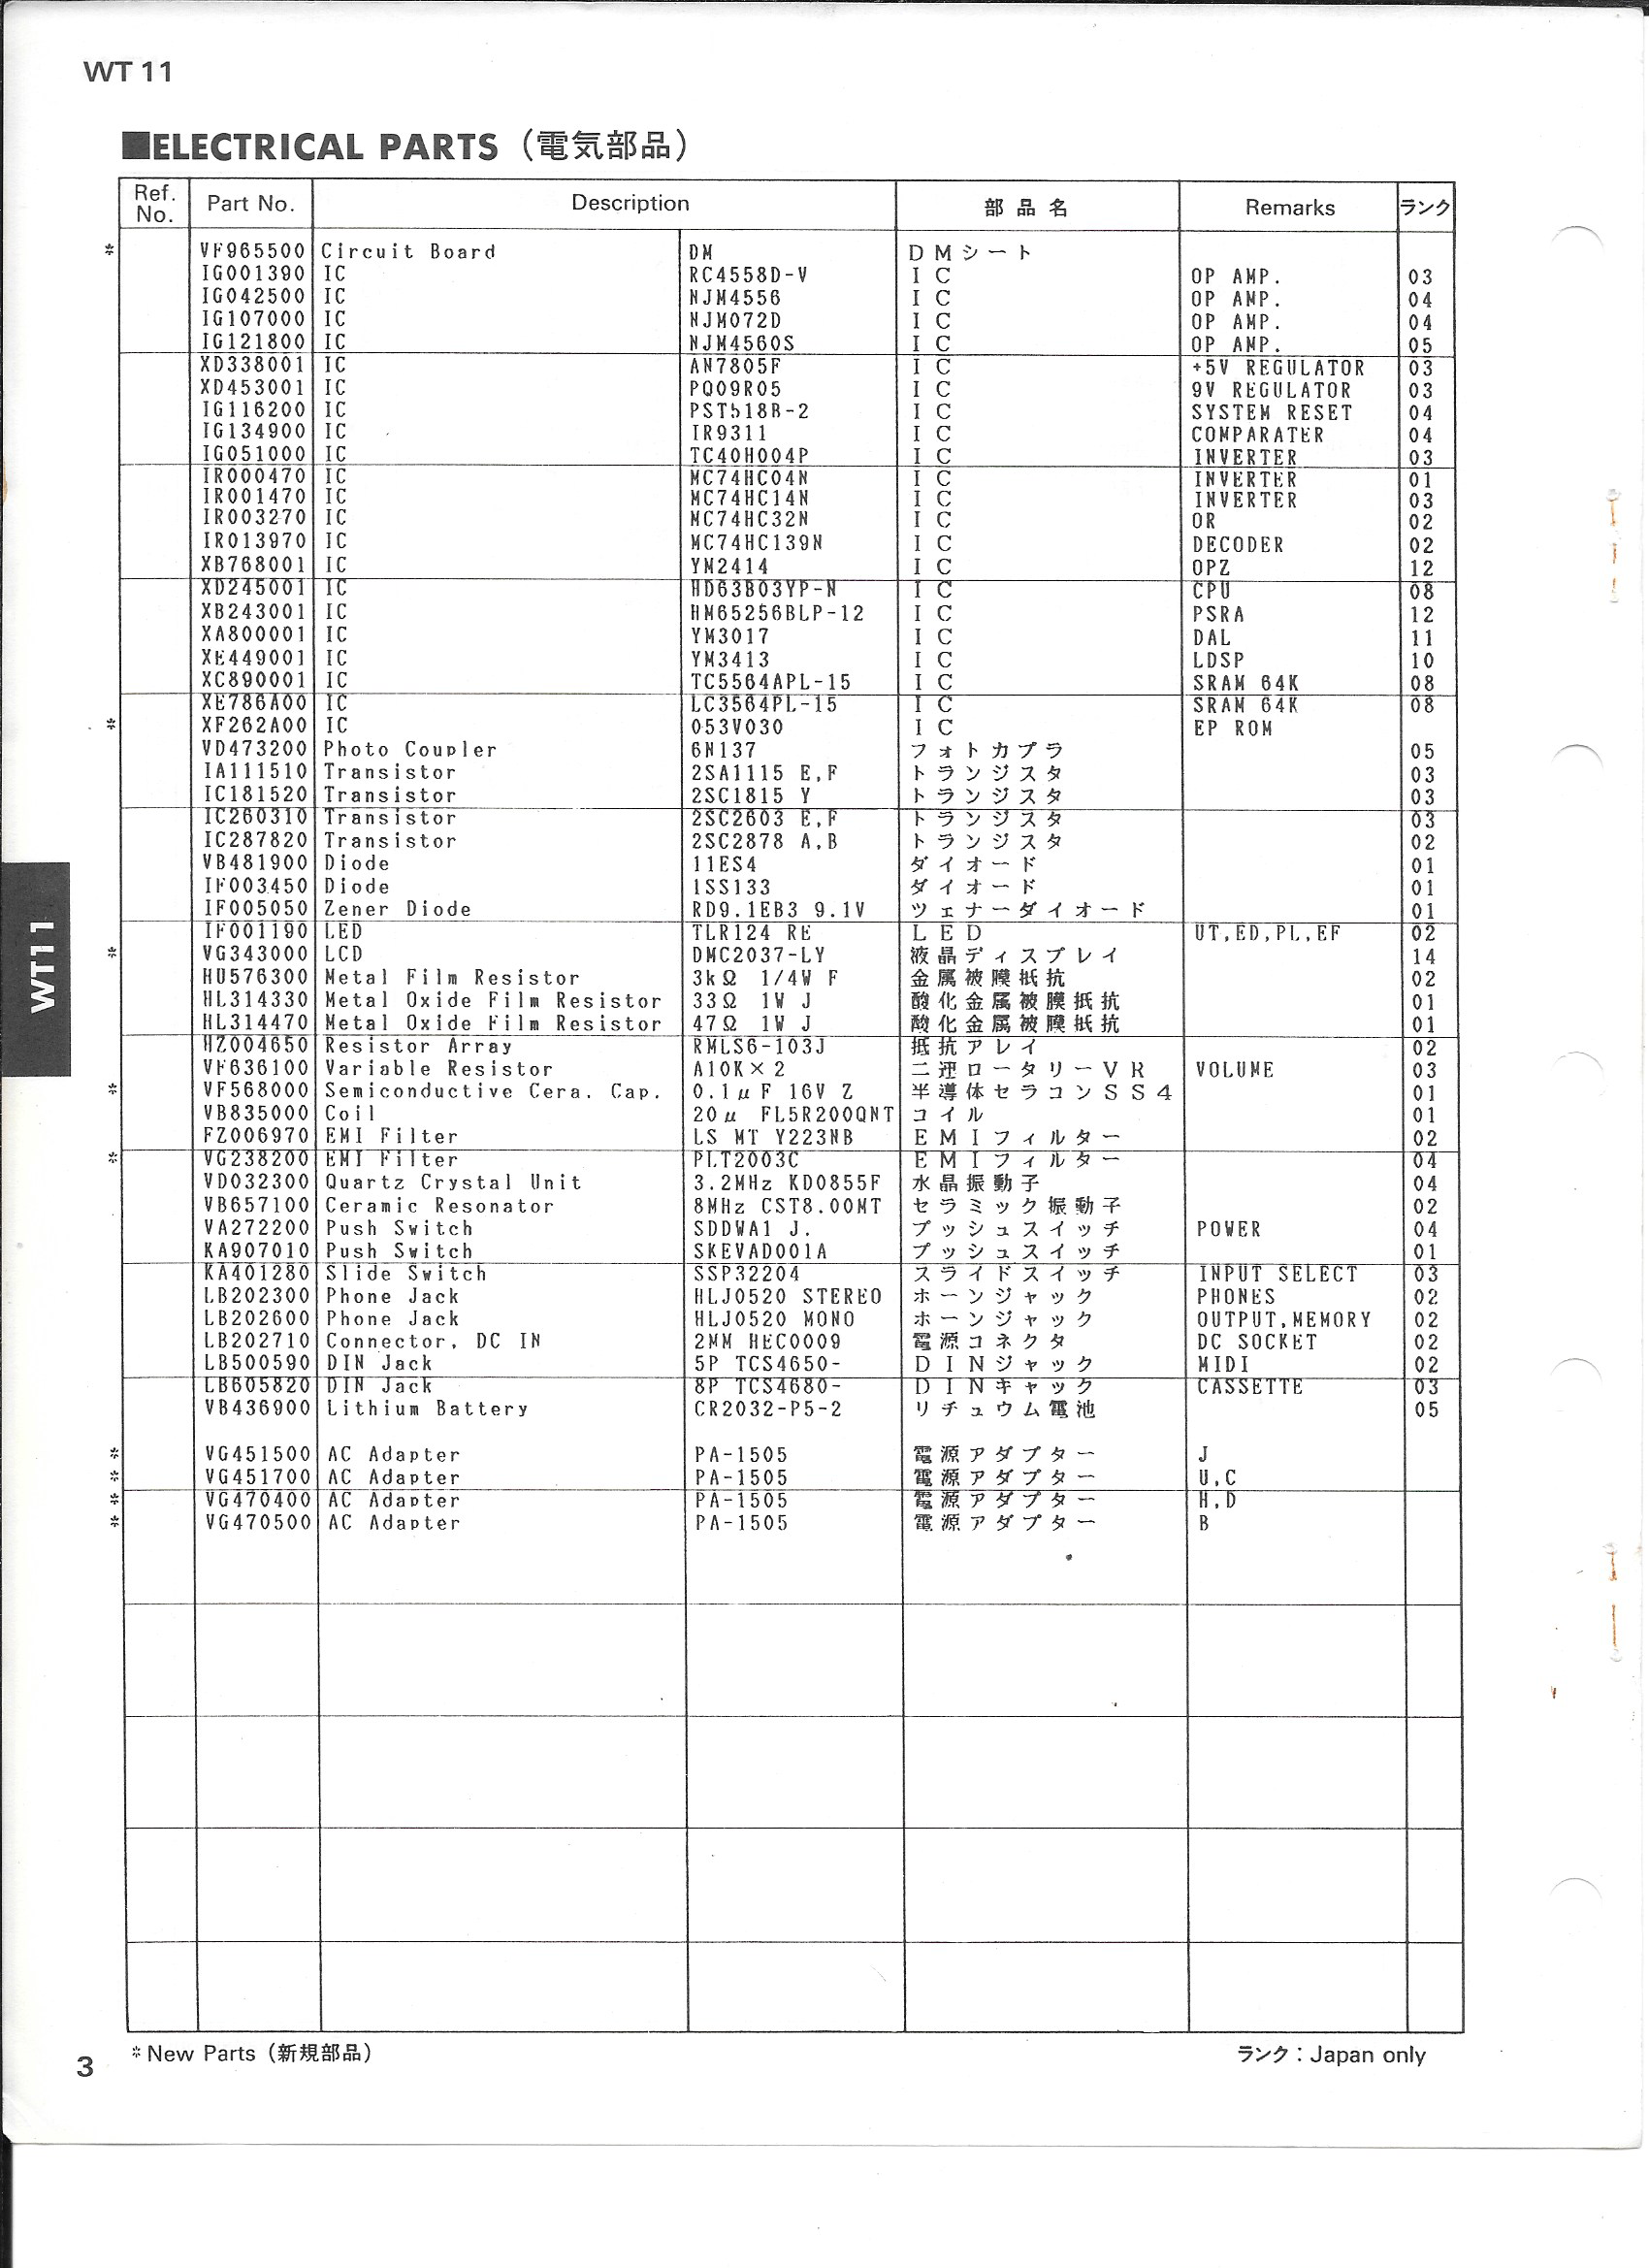 WT 11
■ELECTRICAL PARTS（電気部品）
Ref. No. Part No. Description 部 品 名 Remarks ランク
* VF965500 Circuit Board DM DMシート
IG001390 IC RC4558D-V IC OP AMP. 03
IG042500 IC NJM4556 IC OP AMP. 04
IG107000 IC NJM072D IC OP AMP. 04
IG121800 IC NJM4560S IC OP AMP. 05
XD338001 IC AN7805F IC +5V REGULATOR 03
XD453001 IC PQ09R05 IC 9V REGULATOR 03
IG116200 IC PST518B-2 IC SYSTEM RESET 04
IG134900 IC IR9311 IC COMPARATER 04
IG051000 IC TC40H004P IC INVERTER 03
IR000470 IC MC74HC04N IC INVERTER 01
IR001470 IC MC74HC14N IC INVERTER 03
IR003270 IC MC74HC32N IC OR 02
IR013970 IC MC74HC139N IC DECODER 02
XB768001 IC YM2414 IC OPZ 12
XD245001 IC HD63B03YP-N IC CPU 08
XB243001 IC HM65256BLP-12 IC PSRA 12
XA800001 IC YM3017 IC DAL 11
XE449001 IC YM3413 IC LDSP 10
XC890001 IC TC5564APL-15 IC SRAM 64K 08
XE786A00 IC LC3564PL-15 IC SRAM 64K 08
* XF262A00 IC 053V030 IC EP ROM
VD473200 Photo Coupler 6N137 フォトカプラ 05
IA111510 Transistor 2SA1115 E,F トランジスタ 03
IC181520 Transistor 2SC1815 Y トランジスタ 03
IC260310 Transistor 2SC2603 E,F トランジスタ 03
IC287820 Transistor 2SC2878 A,B トランジスタ 02
VB481900 Diode 11ES4 ダイオード 01
IF003450 Diode 1SS133 ダイオード 01
IF005050 Zener Diode RD9.1EB3 9.1V ツェナーダイオード 01
IF001190 LED TLR124 RE LED UT,ED,PL,EF 02
* VG343000 LCD DMC2037-LY 液晶ディスプレイ 14
HU576300 Metal Film Resistor 3kΩ 1/4W F 金属被膜抵抗 02
HL314330 Metal Oxide Film Resistor 33Ω 1W J 酸化金属被膜抵抗 01
HL314470 Metal Oxide Film Resistor 47Ω 1W J 酸化金属被膜抵抗 01
HZ004650 Resistor Array RMLS6-103J 抵抗アレイ 02
VF636100 Variable Resistor A10K×2 二連ロータリーVR VOLUME 03
* VF568000 Semiconductive Cera. Cap. 0.1μF 16V Z 半導体セラコンSS4 01
VB835000 Coil 20μ FL5R200QNT コイル 01
FZ006970 EMI Filter LS MT Y223NB EMIフィルター 02
* VG238200 EMI Filter PLT2003C EMIフィルター 04
VD032300 Quartz Crystal Unit 3.2MHz KD0855F 水晶振動子 04
VB657100 Ceramic Resonator 8MHz CST8.00MT セラミック振動子 02
VA272200 Push Switch SDDWA1 J. プッシュスイッチ POWER 04
KA907010 Push Switch SKEVAD001A プッシュスイッチ 01
KA401280 Slide Switch SSP32204 スライドスイッチ INPUT SELECT 03
LB202300 Phone Jack HLJ0520 STEREO ホーンジャック PHONES 02
LB202600 Phone Jack HLJ0520 MONO ホーンジャック OUTPUT,MEMORY 02
LB202710 Connector, DC IN 2MM HEC0009 電源コネクタ DC SOCKET 02
LB500590 DIN Jack 5P TCS4650- DINジャック MIDI 02
LB605820 DIN Jack 8P TCS4680- DINキャック CASSETTE 03
VB436900 Lithium Battery CR2032-P5-2 リチュウム電池 05
* VG451500 AC Adapter PA-1505 電源アダプター J
* VG451700 AC Adapter PA-1505 電源アダプター U,C
* VG470400 AC Adapter PA-1505 電源アダプター H,D
* VG470500 AC Adapter PA-1505 電源アダプター B
WT11
* New Parts（新規部品） ランク：Japan only
3